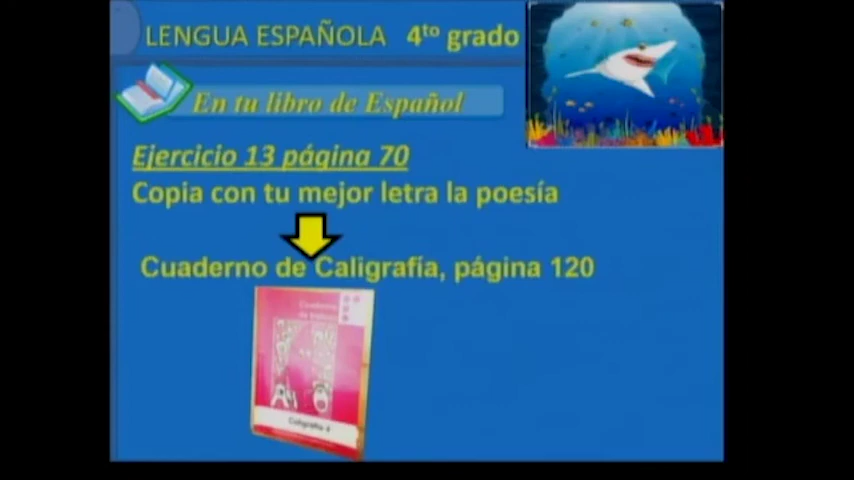 LENGUA ESPAÑOLA 4to grado
En tu libro de Español
Ejercicio 13 página 70
Copia con tu mejor letra la poesía
Cuaderno de Caligrafía, página 120
Caligrafía 4